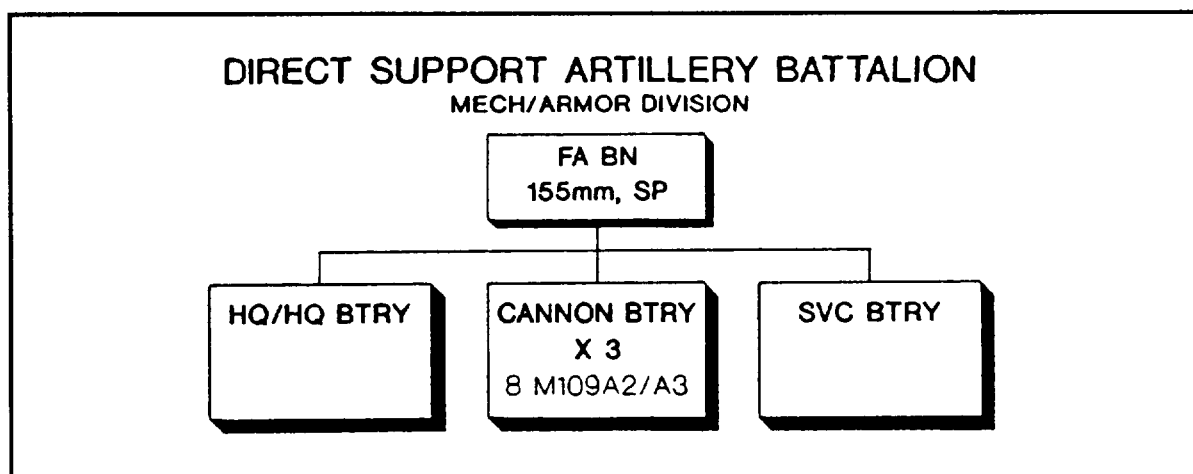 DIRECT SUPPORT ARTILLERY BATTALION
MECH/ARMOR DIVISION
FA BN
155mm, SP
HQ/HQ BTRY
CANNON BTRY
X 3
8 M109A2/A3
SVC BTRY